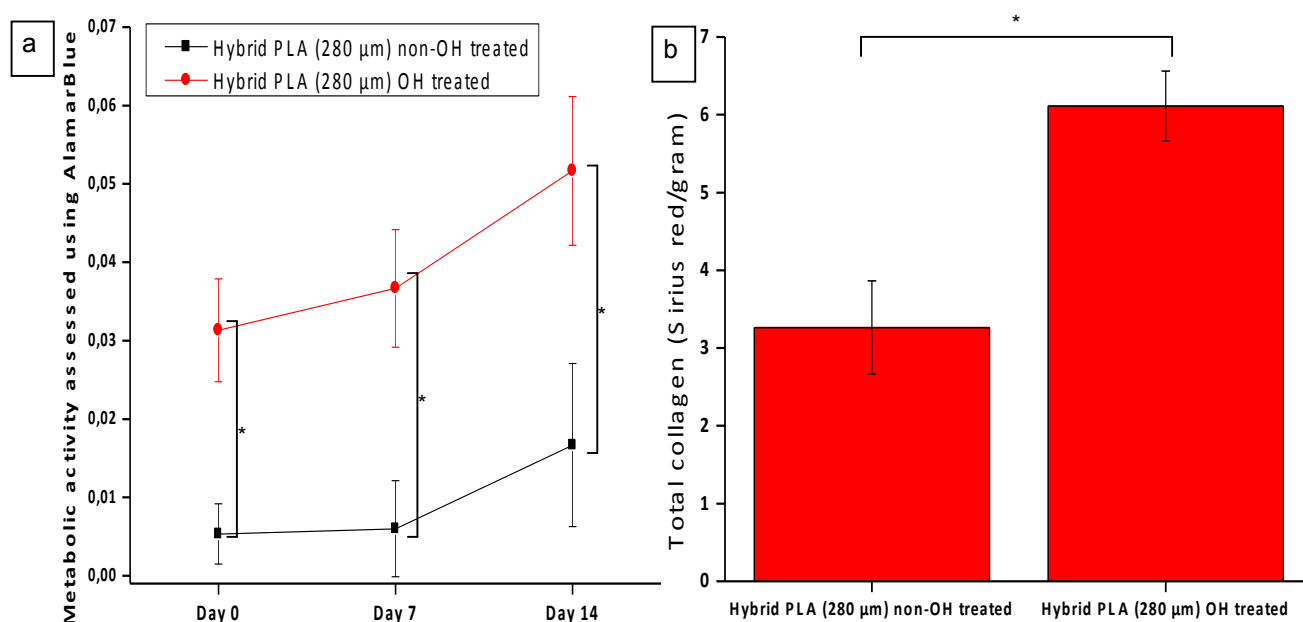 a
Metabolic activity assessed using AlamarBlue
0,07
0,06
0,05
0,04
0,03
0,02
0,01
0,00
Hybrid PLA (280 µm) non-OH treated
Hybrid PLA (280 µm) OH treated
*
*
*
Day 0
Day 7
Day 14
b
Total collagen (Sirius red/gram)
7
6
5
4
3
2
1
0
*
Hybrid PLA (280 µm) non-OH treated
Hybrid PLA (280 µm) OH treated